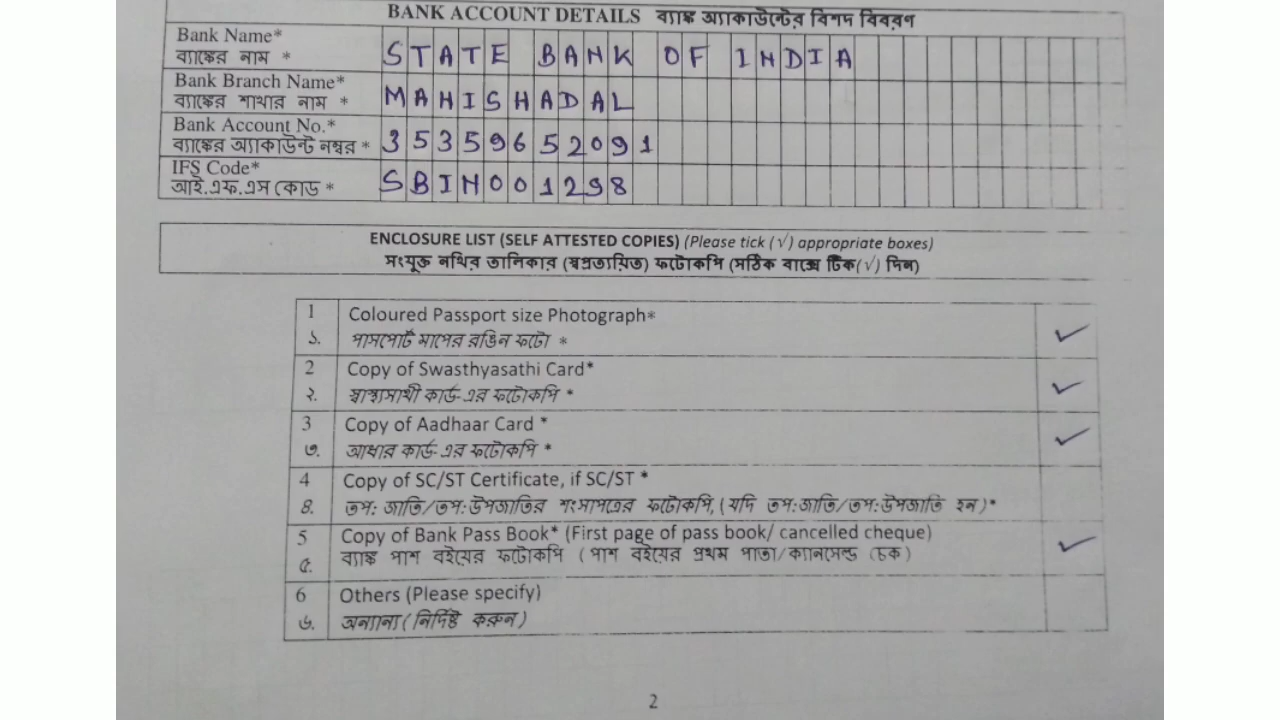 BANK ACCOUNT DETAILS ব্যাঙ্ক অ্যাকাউন্টের বিশদ বিবরণ
Bank Name* STATE BANK OF INDIA
ব্যাঙ্কের নাম *
Bank Branch Name* MAHISHADAL
ব্যাঙ্কের শাখার নাম *
Bank Account No.* 35359652091
ব্যাঙ্কের অ্যাকাউন্ট নম্বর *
IFS Code* SBIN001298
আই.এফ.এস কোড *
ENCLOSURE LIST (SELF ATTESTED COPIES) (Please tick (√) appropriate boxes)
সংযুক্ত নথির তালিকার (স্বপ্রত্যয়িত) ফটোকপি (সঠিক বাক্সে টিক(√) দিন)
1 Coloured Passport size Photograph* ✓
১. পাসপোর্ট মাপের রঙিন ফটো *
2 Copy of Swasthyasathi Card* ✓
২. স্বাস্থ্যসাথী কার্ড-এর ফটোকপি *
3 Copy of Aadhaar Card * ✓
৩. আধার কার্ড-এর ফটোকপি *
4 Copy of SC/ST Certificate, if SC/ST *
৪. তপ: জাতি/তপ:উপজাতির শংসাপত্রের ফটোকপি,(যদি তপ:জাতি/তপ:উপজাতি হন)*
5 Copy of Bank Pass Book* (First page of pass book/ cancelled cheque) ✓
৫. ব্যাঙ্ক পাশ বইয়ের ফটোকপি (পাশ বইয়ের প্রথম পাতা/ক্যানসেল্ড চেক)
6 Others (Please specify)
৬. অন্যান্য(নির্দিষ্ট করুন)
2